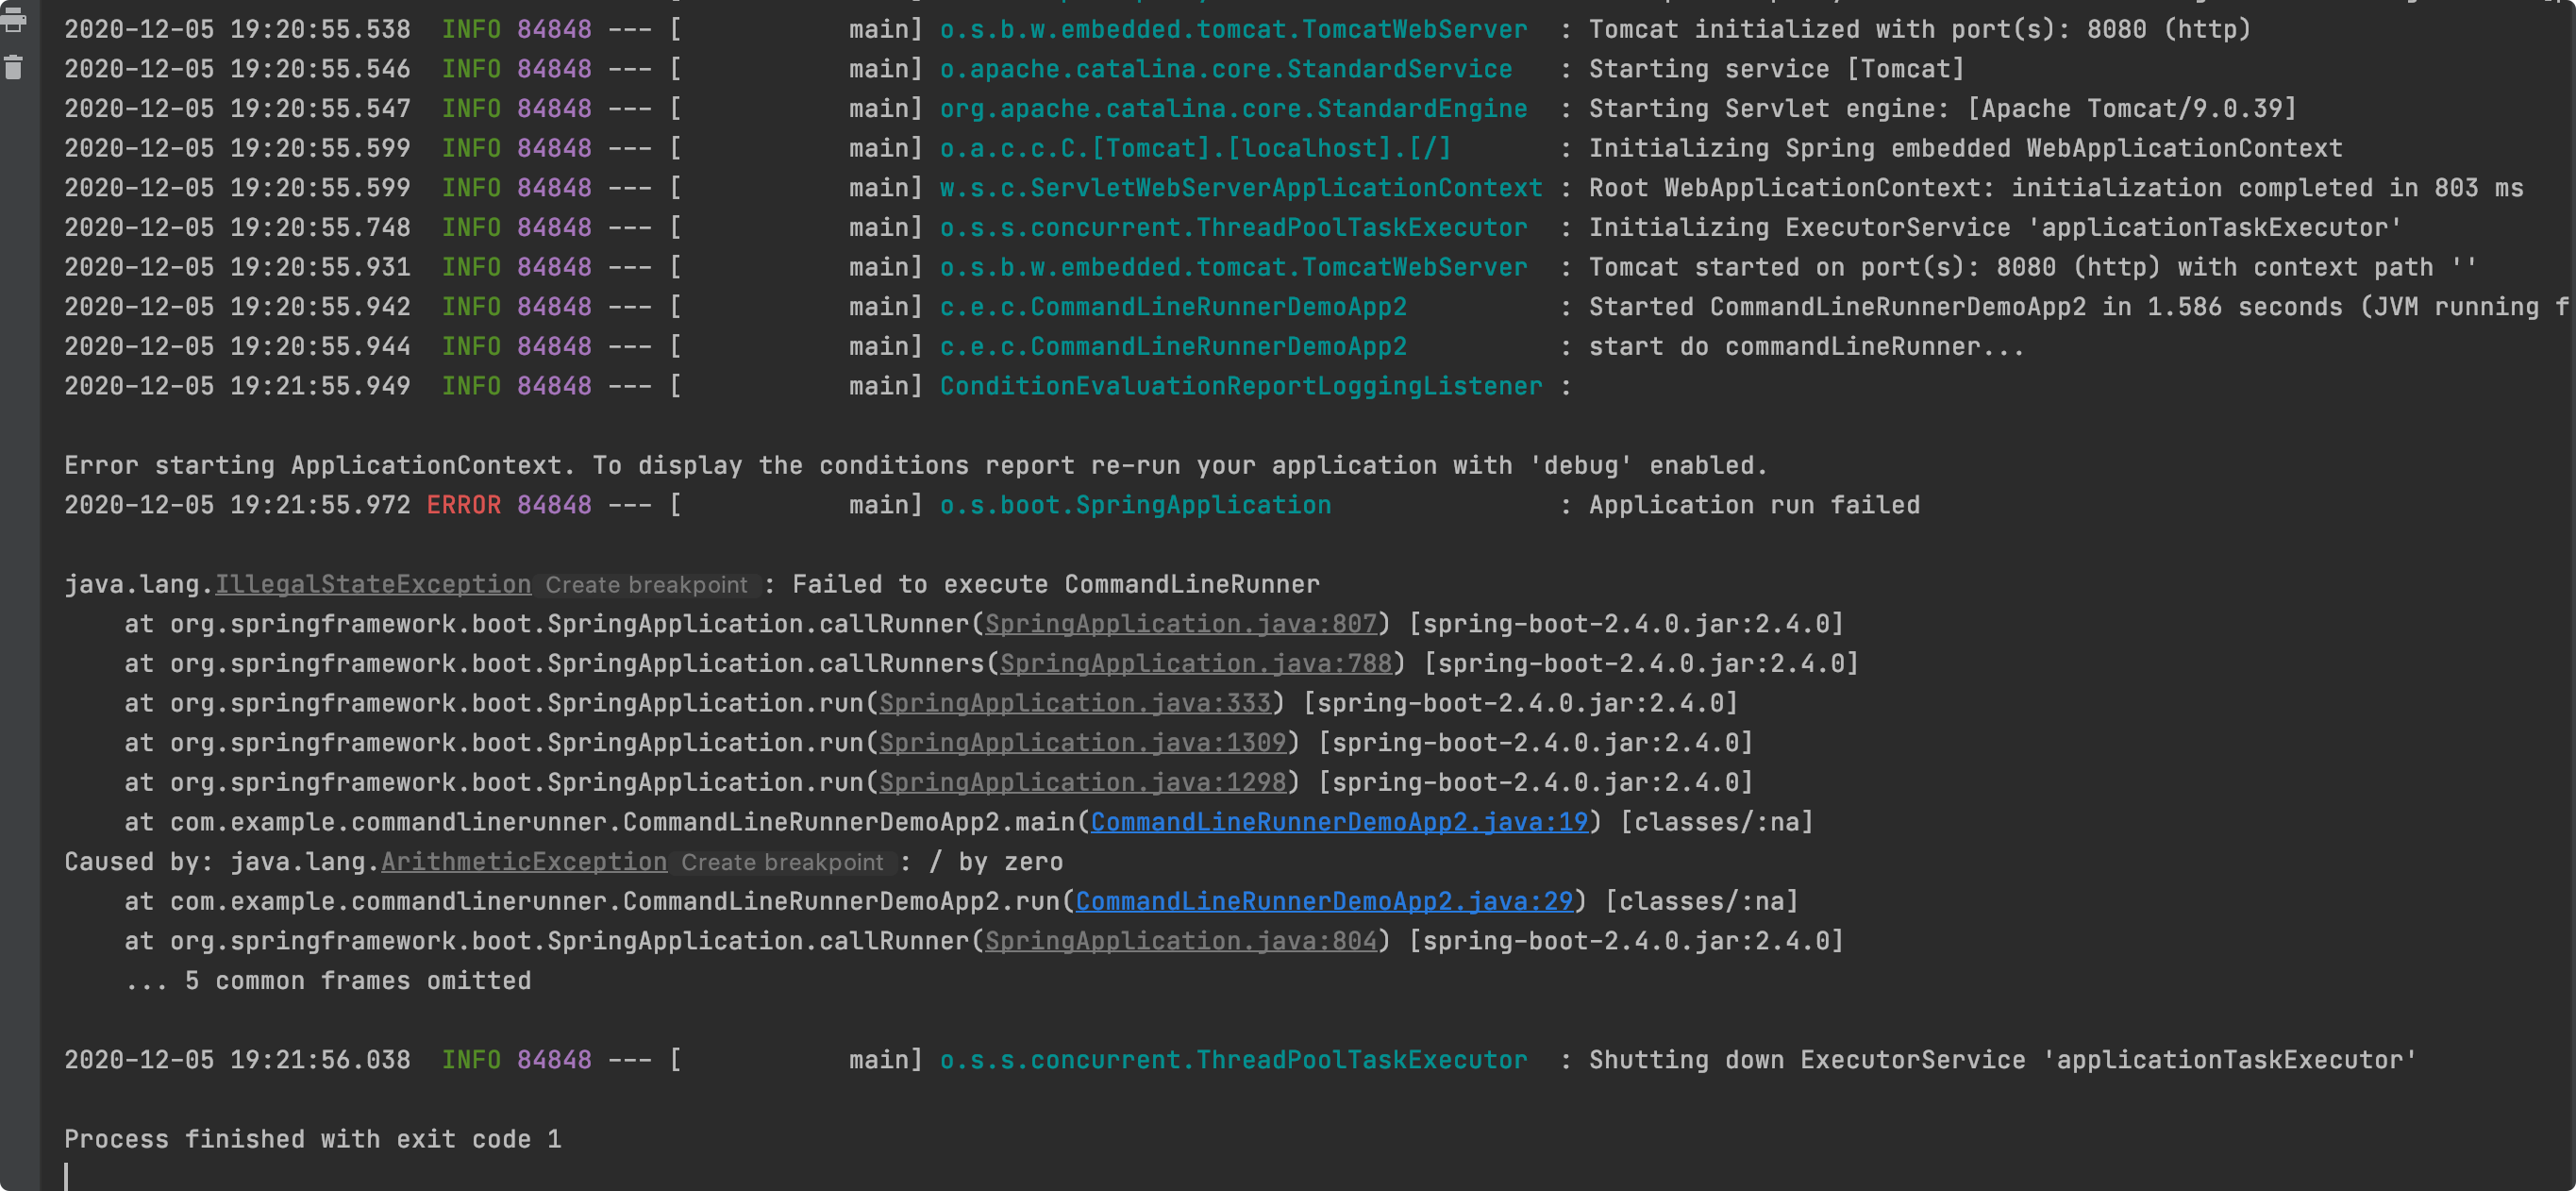 2020-12-05 19:20:55.538  INFO 84848 --- [           main] o.s.b.w.embedded.tomcat.TomcatWebServer  : Tomcat initialized with port(s): 8080 (http)
2020-12-05 19:20:55.546  INFO 84848 --- [           main] o.apache.catalina.core.StandardService   : Starting service [Tomcat]
2020-12-05 19:20:55.547  INFO 84848 --- [           main] org.apache.catalina.core.StandardEngine  : Starting Servlet engine: [Apache Tomcat/9.0.39]
2020-12-05 19:20:55.599  INFO 84848 --- [           main] o.a.c.c.C.[Tomcat].[localhost].[/]       : Initializing Spring embedded WebApplicationContext
2020-12-05 19:20:55.599  INFO 84848 --- [           main] w.s.c.ServletWebServerApplicationContext : Root WebApplicationContext: initialization completed in 803 ms
2020-12-05 19:20:55.748  INFO 84848 --- [           main] o.s.s.concurrent.ThreadPoolTaskExecutor  : Initializing ExecutorService 'applicationTaskExecutor'
2020-12-05 19:20:55.931  INFO 84848 --- [           main] o.s.b.w.embedded.tomcat.TomcatWebServer  : Tomcat started on port(s): 8080 (http) with context path ''
2020-12-05 19:20:55.942  INFO 84848 --- [           main] c.e.c.CommandLineRunnerDemoApp2          : Started CommandLineRunnerDemoApp2 in 1.586 seconds (JVM running f
2020-12-05 19:20:55.944  INFO 84848 --- [           main] c.e.c.CommandLineRunnerDemoApp2          : start do commandLineRunner...
2020-12-05 19:21:55.949  INFO 84848 --- [           main] ConditionEvaluationReportLoggingListener :
Error starting ApplicationContext. To display the conditions report re-run your application with 'debug' enabled.
2020-12-05 19:21:55.972 ERROR 84848 --- [           main] o.s.boot.SpringApplication               : Application run failed
java.lang.IllegalStateException Create breakpoint : Failed to execute CommandLineRunner
    at org.springframework.boot.SpringApplication.callRunner(SpringApplication.java:807) [spring-boot-2.4.0.jar:2.4.0]
    at org.springframework.boot.SpringApplication.callRunners(SpringApplication.java:788) [spring-boot-2.4.0.jar:2.4.0]
    at org.springframework.boot.SpringApplication.run(SpringApplication.java:333) [spring-boot-2.4.0.jar:2.4.0]
    at org.springframework.boot.SpringApplication.run(SpringApplication.java:1309) [spring-boot-2.4.0.jar:2.4.0]
    at org.springframework.boot.SpringApplication.run(SpringApplication.java:1298) [spring-boot-2.4.0.jar:2.4.0]
    at com.example.commandlinerunner.CommandLineRunnerDemoApp2.main(CommandLineRunnerDemoApp2.java:19) [classes/:na]
Caused by: java.lang.ArithmeticException Create breakpoint : / by zero
    at com.example.commandlinerunner.CommandLineRunnerDemoApp2.run(CommandLineRunnerDemoApp2.java:29) [classes/:na]
    at org.springframework.boot.SpringApplication.callRunner(SpringApplication.java:804) [spring-boot-2.4.0.jar:2.4.0]
    ... 5 common frames omitted
2020-12-05 19:21:56.038  INFO 84848 --- [           main] o.s.s.concurrent.ThreadPoolTaskExecutor  : Shutting down ExecutorService 'applicationTaskExecutor'
Process finished with exit code 1